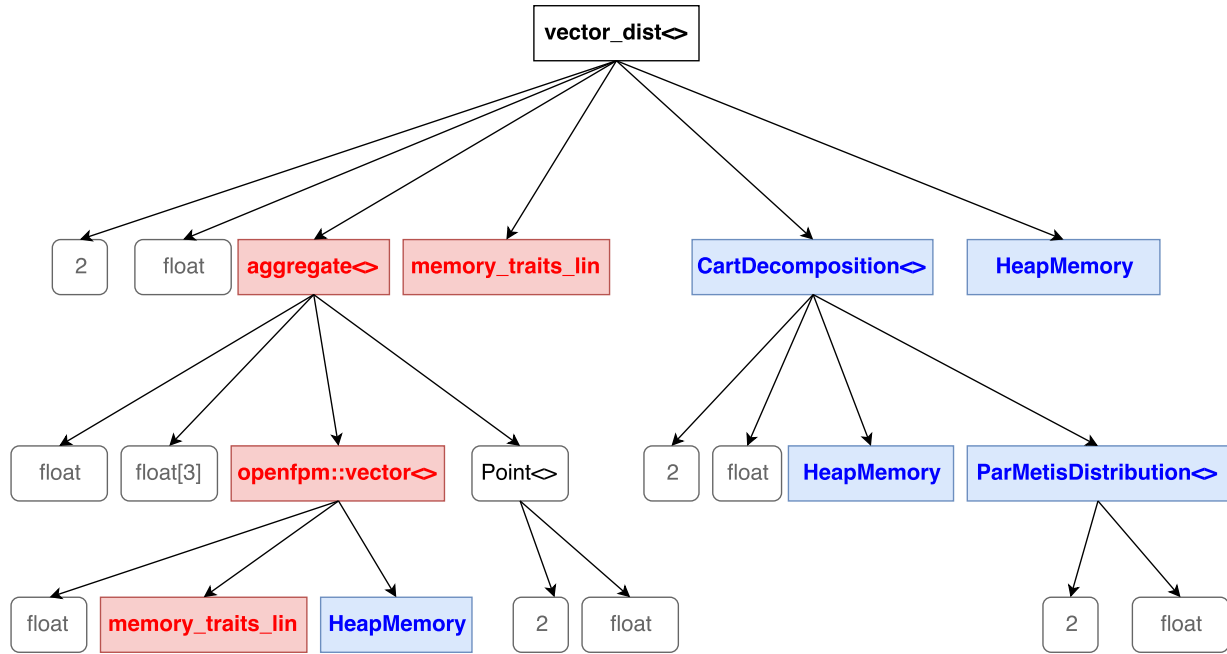 vector_dist<>
2
float
aggregate<>
memory_traits_lin
CartDecomposition<>
HeapMemory
float
float[3]
openfpm::vector<>
Point<>
2
float
HeapMemory
ParMetisDistribution<>
float
memory_traits_lin
HeapMemory
2
float
2
float